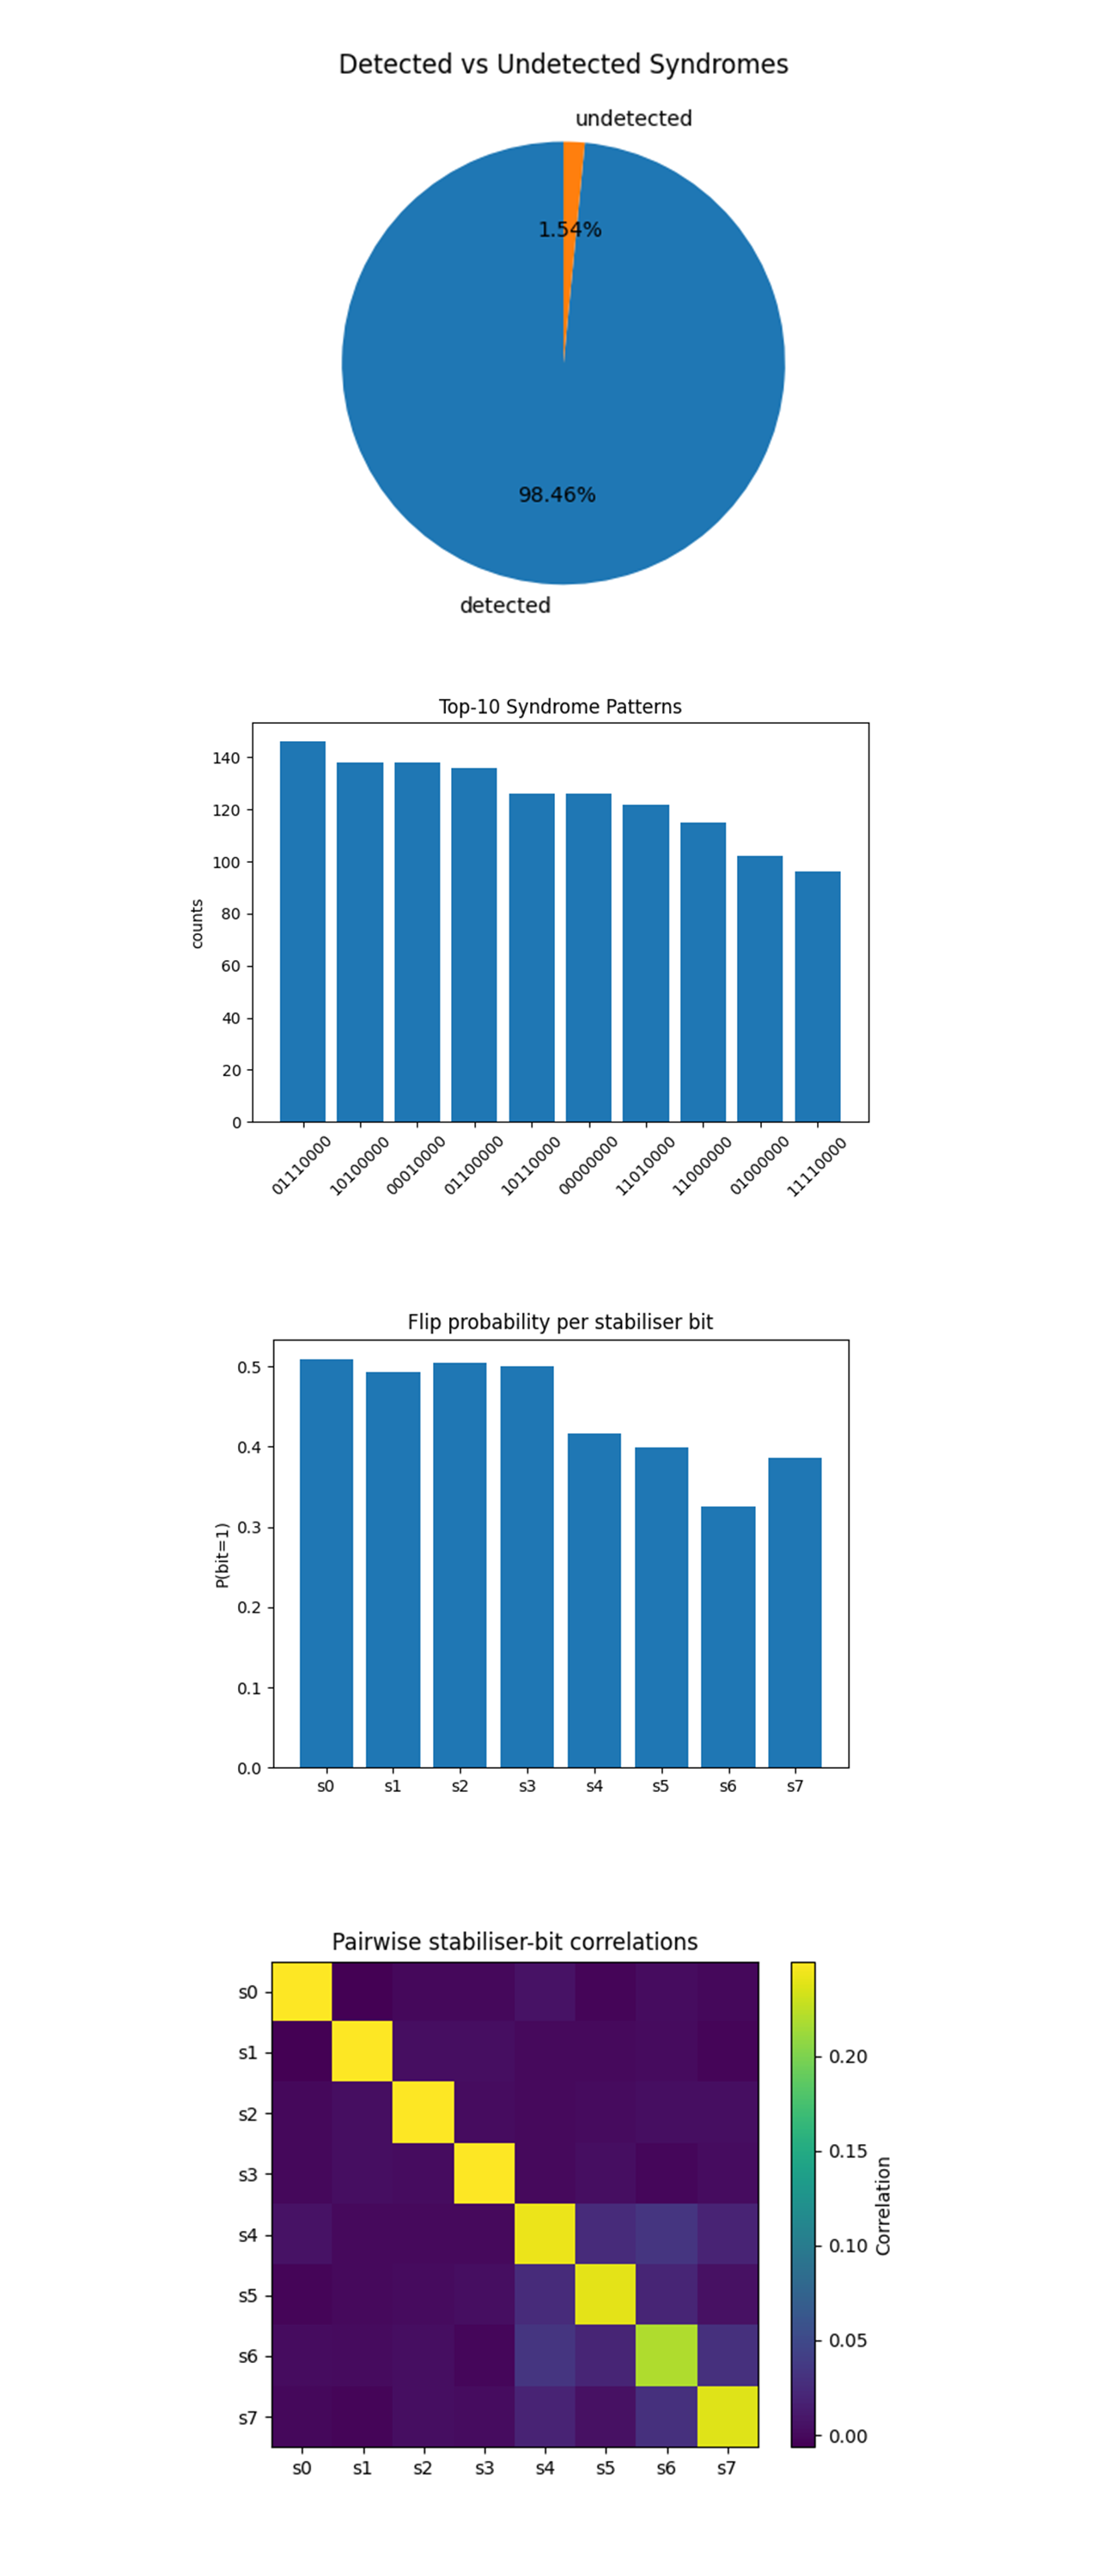 Detected vs Undetected Syndromes
undetected
1.54%
98.46%
detected
Top-10 Syndrome Patterns
140
120
100
80
60
40
20
0
counts
01110000 10100000 00010000 01100000 10110000 00000000 11010000 11000000 01000000 11110000
Flip probability per stabiliser bit
0.5
0.4
0.3
0.2
0.1
0.0
P(bit=1)
s0 s1 s2 s3 s4 s5 s6 s7
Pairwise stabiliser-bit correlations
s0
s1
s2
s3
s4
s5
s6
s7
s0 s1 s2 s3 s4 s5 s6 s7
0.20
0.15
0.10
0.05
0.00
Correlation